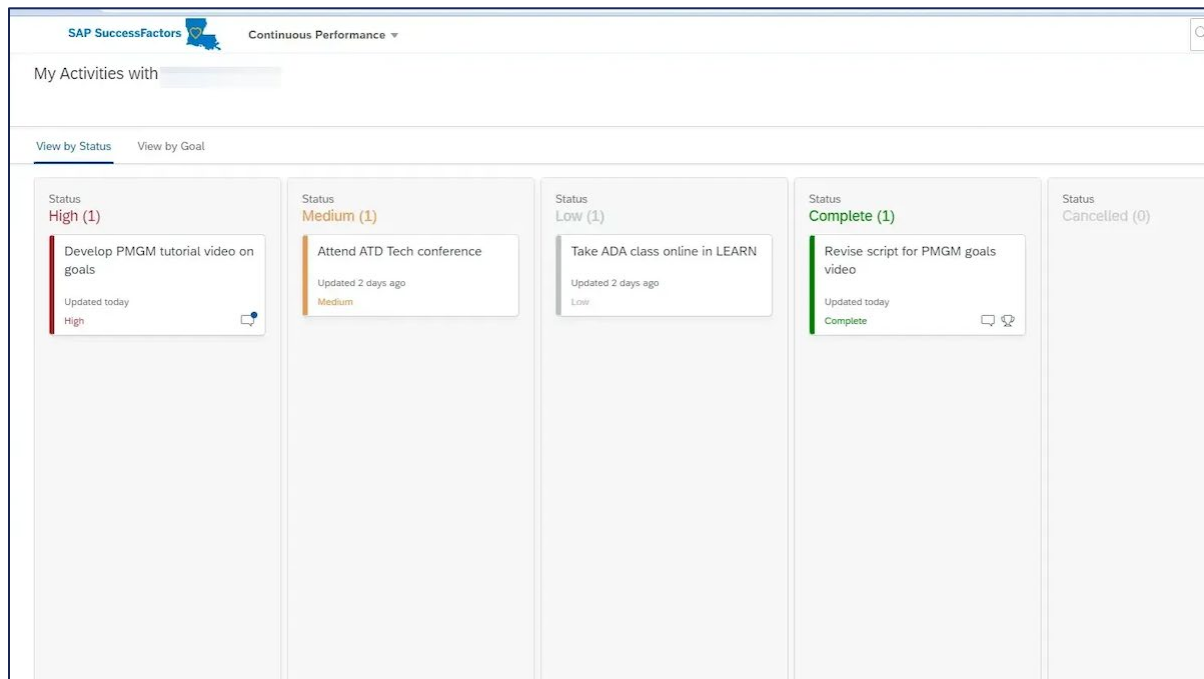 SAP SuccessFactors
Continuous Performance
My Activities with
View by Status
View by Goal
Status
High (1)
Develop PMGM tutorial video on
goals
Updated today
High
Status
Medium (1)
Attend ATD Tech conference
Updated 2 days ago
Medium
Status
Low (1)
Take ADA class online in LEARN
Updated 2 days ago
Low
Status
Complete (1)
Revise script for PMGM goals
video
Updated today
Complete
Status
Cancelled (0)